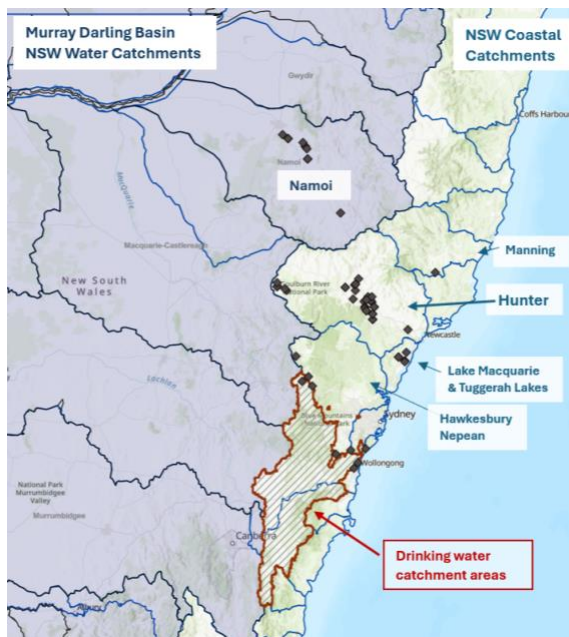 Murray Darling Basin
NSW Water Catchments
NSW Coastal
Catchments
Gwydir
Coffs Harbour
Namoi
Namoi
Macquarie-Castlereagh
Manning
New South
Wales
Goulburn River
National Park
Hunter
Newcastle
Lake Macquarie
& Tuggerah Lakes
Lachlan
Hawkesbury
Nepean
Sydney
Wollongong
National Park
Murrumbidgee
Valley
Murrumbidgee
Canberra
Drinking water
catchment areas
Albury